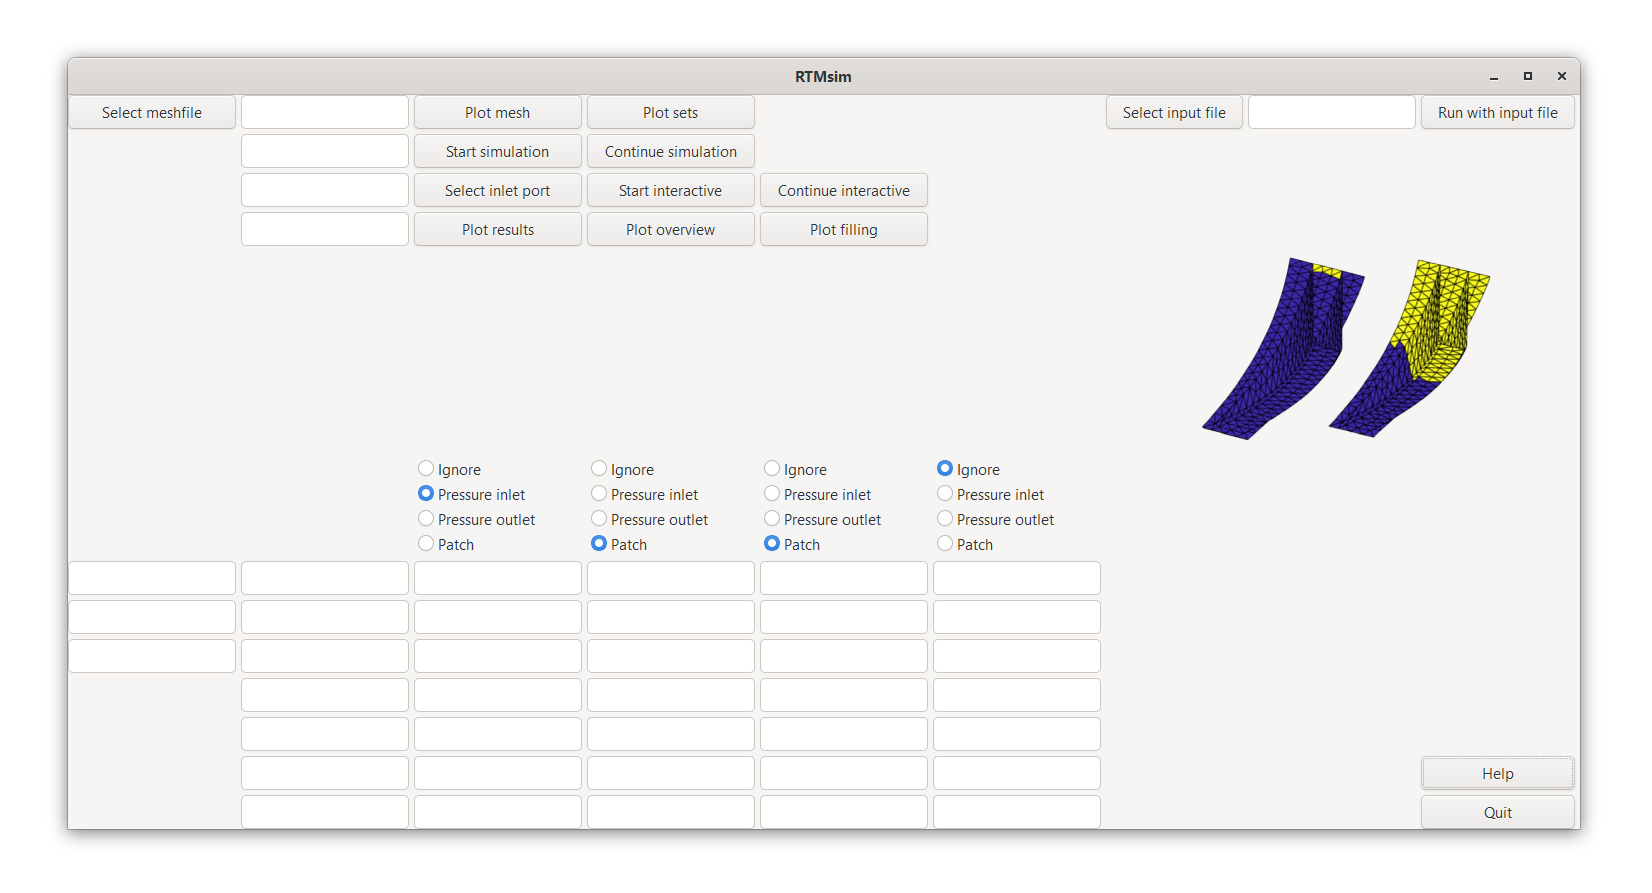 RTMsim
Select meshfile Plot mesh Plot sets Select input file Run with input file
Start simulation Continue simulation
Select inlet port Start interactive Continue interactive
Plot results Plot overview Plot filling
Ignore Ignore Ignore Ignore
Pressure inlet Pressure inlet Pressure inlet Pressure inlet
Pressure outlet Pressure outlet Pressure outlet Pressure outlet
Patch Patch Patch Patch
Help
Quit